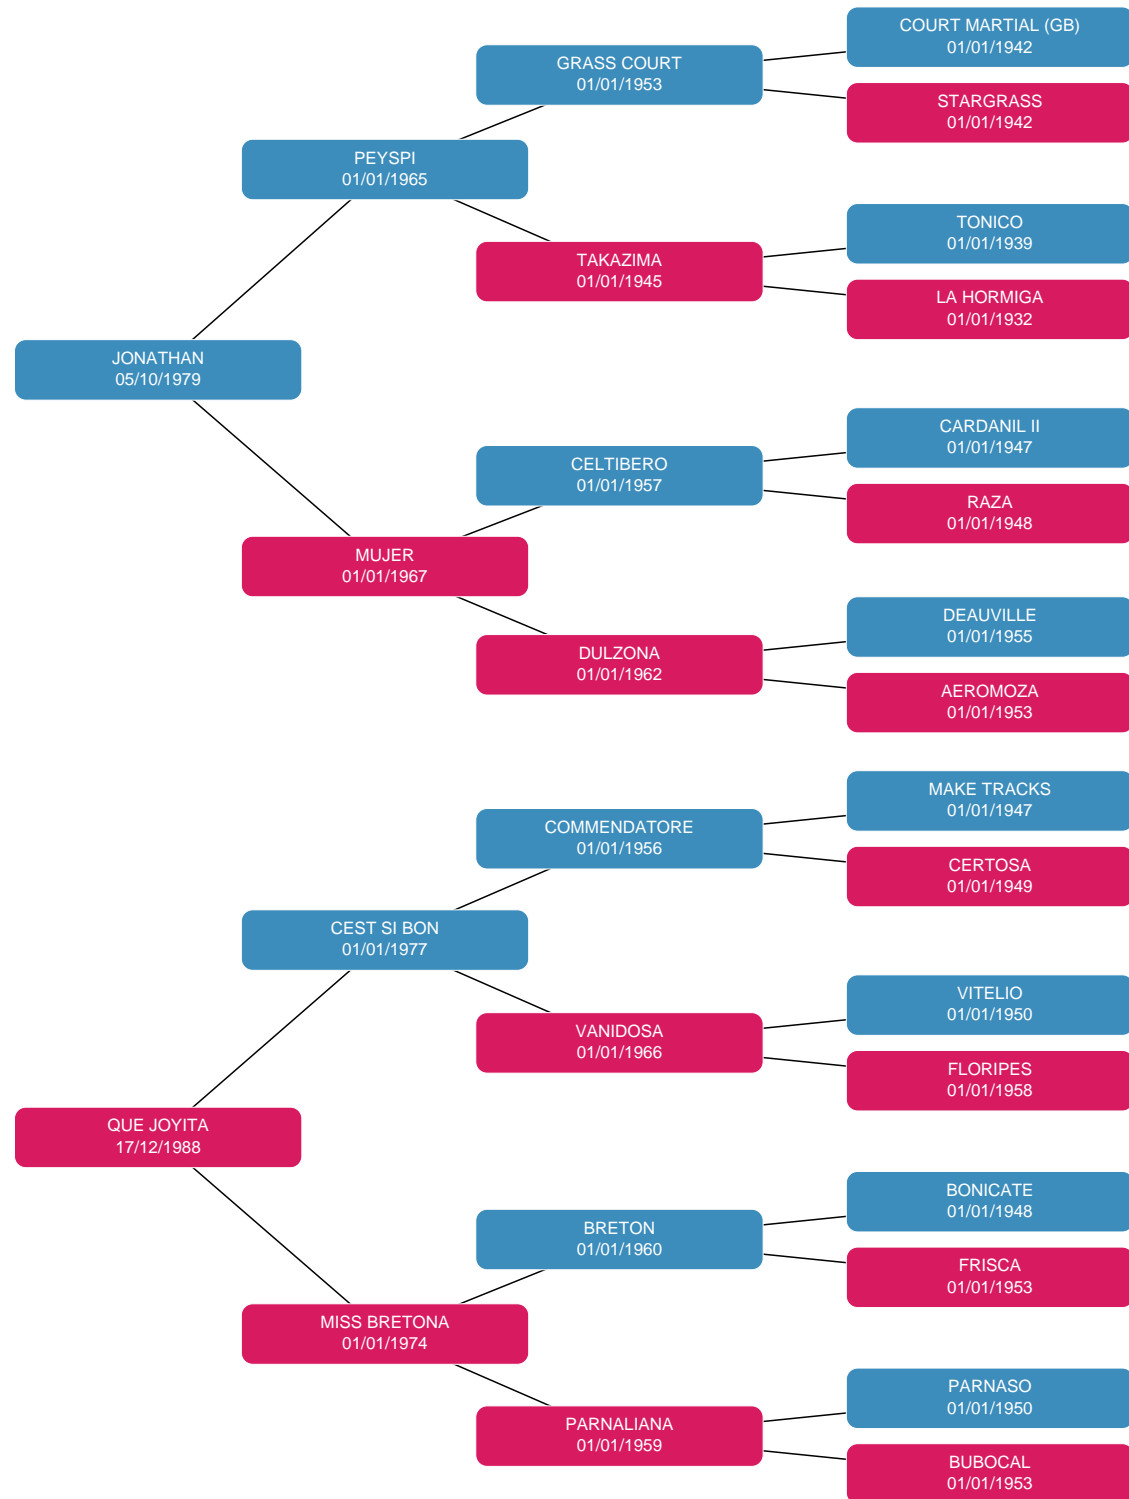 COURT MARTIAL (GB)
01/01/1942
GRASS COURT
01/01/1953
STARGRASS
01/01/1942
PEYSPI
01/01/1965
TONICO
01/01/1939
TAKAZIMA
01/01/1945
LA HORMIGA
01/01/1932
JONATHAN
05/10/1979
CARDANIL II
01/01/1947
CELTIBERO
01/01/1957
RAZA
01/01/1948
MUJER
01/01/1967
DEAUVILLE
01/01/1955
DULZONA
01/01/1962
AEROMOZA
01/01/1953
MAKE TRACKS
01/01/1947
COMMENDATORE
01/01/1956
CERTOSA
01/01/1949
CEST SI BON
01/01/1977
VITELIO
01/01/1950
VANIDOSA
01/01/1966
FLORIPES
01/01/1958
QUE JOYITA
17/12/1988
BONICATE
01/01/1948
BRETON
01/01/1960
FRISCA
01/01/1953
MISS BRETONA
01/01/1974
PARNASO
01/01/1950
PARNALIANA
01/01/1959
BUBOCAL
01/01/1953